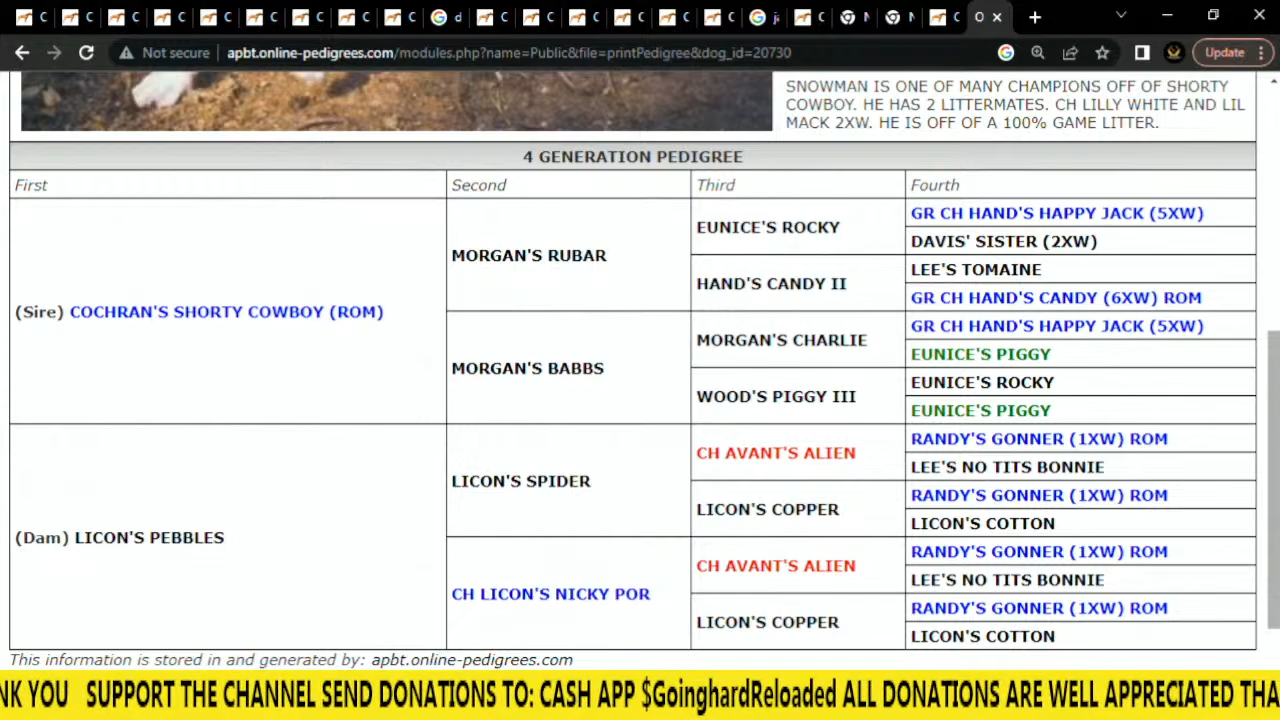 Not secure apbt.online-pedigrees.com/modules.php?name=Public&file=printPedigree&dog_id=20730 Update
SNOWMAN IS ONE OF MANY CHAMPIONS OFF OF SHORTY
COWBOY. HE HAS 2 LITTERMATES. CH LILLY WHITE AND LIL
MACK 2XW. HE IS OFF OF A 100% GAME LITTER.
4 GENERATION PEDIGREE
First Second Third Fourth
GR CH HAND'S HAPPY JACK (5XW)
EUNICE'S ROCKY
DAVIS' SISTER (2XW)
MORGAN'S RUBAR
LEE'S TOMAINE
HAND'S CANDY II
GR CH HAND'S CANDY (6XW) ROM
(Sire) COCHRAN'S SHORTY COWBOY (ROM)
GR CH HAND'S HAPPY JACK (5XW)
MORGAN'S CHARLIE
EUNICE'S PIGGY
MORGAN'S BABBS
EUNICE'S ROCKY
WOOD'S PIGGY III
EUNICE'S PIGGY
RANDY'S GONNER (1XW) ROM
CH AVANT'S ALIEN
LEE'S NO TITS BONNIE
LICON'S SPIDER
RANDY'S GONNER (1XW) ROM
LICON'S COPPER
LICON'S COTTON
(Dam) LICON'S PEBBLES
RANDY'S GONNER (1XW) ROM
CH AVANT'S ALIEN
LEE'S NO TITS BONNIE
CH LICON'S NICKY POR
RANDY'S GONNER (1XW) ROM
LICON'S COPPER
LICON'S COTTON
This information is stored in and generated by: apbt.online-pedigrees.com
NK YOU SUPPORT THE CHANNEL SEND DONATIONS TO: CASH APP $GoinghardReloaded ALL DONATIONS ARE WELL APPRECIATED THA